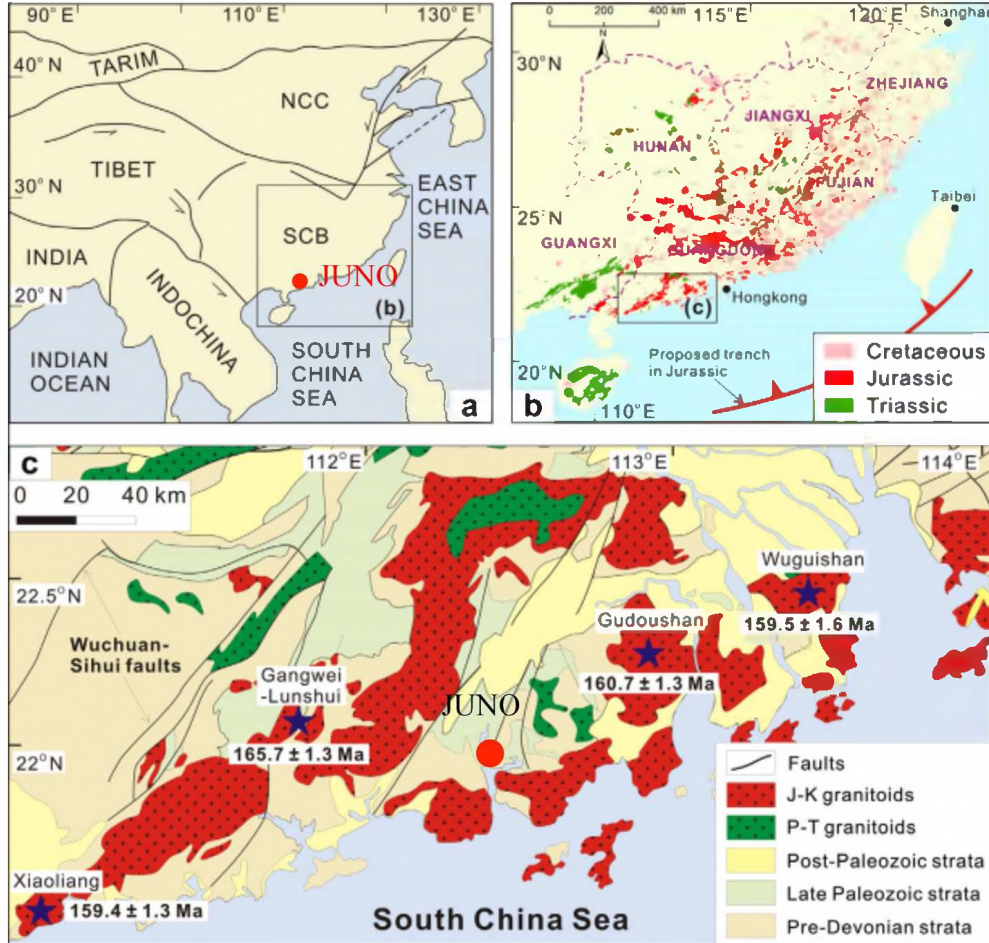 90°E
110°E
130°E
40°N
TARIM
NCC
TIBET
30°N
EAST
CHINA
SEA
SCB
INDIA
JUNO
20°N
(b)
INDOCHINA
INDIAN
OCEAN
SOUTH
CHINA
SEA
a
0 200 400 km
115°E
120°E
Shanghai
30°N
N
ZHEJIANG
JIANGXI
HUNAN
FUJIAN
Taibei
25°N
GUANGXI
GUANGDONG
(c)
Hongkong
20°N
Proposed trench
in Jurassic
110°E
b
Cretaceous
Jurassic
Triassic
c
112°E
113°E
114°E
0 20 40 km
22.5°N
Wuguishan
159.5 ± 1.6 Ma
Gudoushan
160.7 ± 1.3 Ma
Wuchuan-
Sihui faults
Gangwei
-Lunshui
165.7 ± 1.3 Ma
JUNO
22°N
Xiaoliang
159.4 ± 1.3 Ma
South China Sea
Faults
J-K granitoids
P-T granitoids
Post-Paleozoic strata
Late Paleozoic strata
Pre-Devonian strata